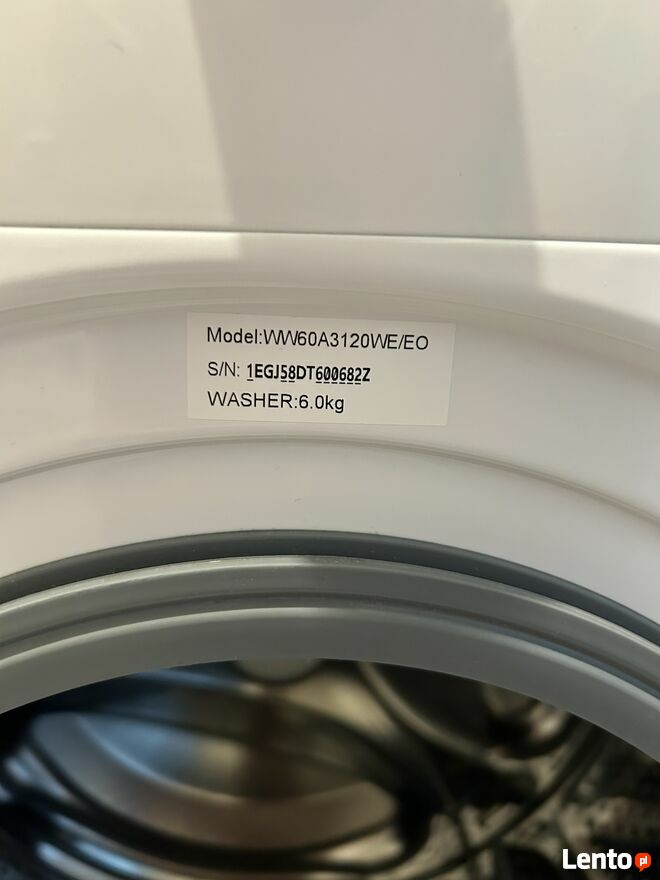 Model:WW60A3120WE/EO
S/N: 1EGJ58DT600682Z
WASHER:6.0kg
Lento.pl